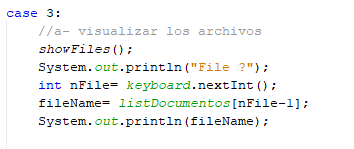 case 3:
//a- visualizar los archivos
showFiles();
System.out.println("File ?");
int nFile= keyboard.nextInt();
fileName= listDocumentos[nFile-1];
System.out.println(fileName);